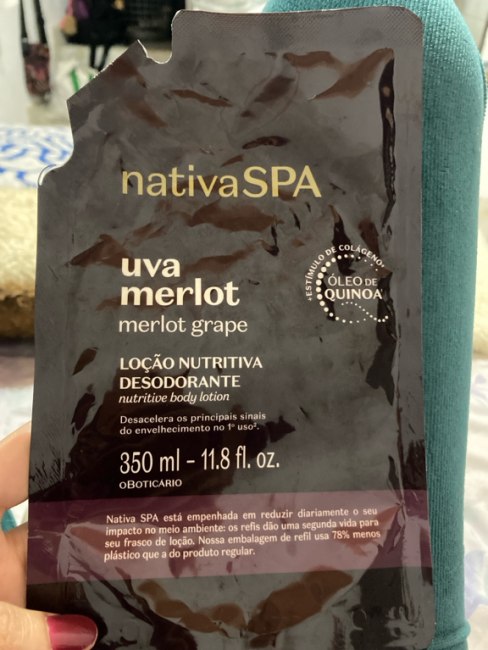 nativaSPA
uva
merlot
merlot grape
•ESTÍMULO DE COLÁGENO•
ÓLEO DE
QUINOA
LOÇÃO NUTRITIVA
DESODORANTE
nutritive body lotion
Desacelera os principais sinais
do envelhecimento no 1º uso².
350 ml – 11.8 fl. oz.
oBOTICÁRIO
Nativa SPA está empenhada em reduzir diariamente o seu
impacto no meio ambiente: os refis dão uma segunda vida para
seu frasco de loção. Nossa embalagem de refil usa 78% menos
plástico que a do produto regular.